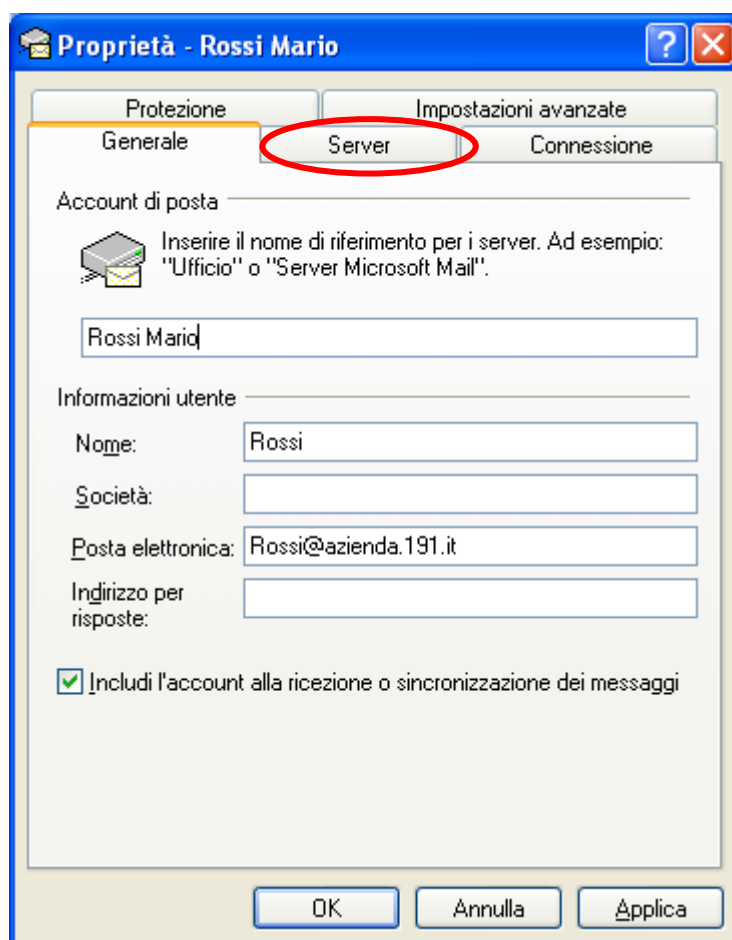 Proprietà - Rossi Mario
Protezione
Impostazioni avanzate
Generale
Server
Connessione
Account di posta
Inserire il nome di riferimento per i server. Ad esempio:
"Ufficio" o "Server Microsoft Mail".
Rossi Mario
Informazioni utente
Nome:
Rossi
Società:
Posta elettronica:
Rossi@azienda.191.it
Indirizzo per
risposte:
Includi l'account alla ricezione o sincronizzazione dei messaggi
OK
Annulla
Applica